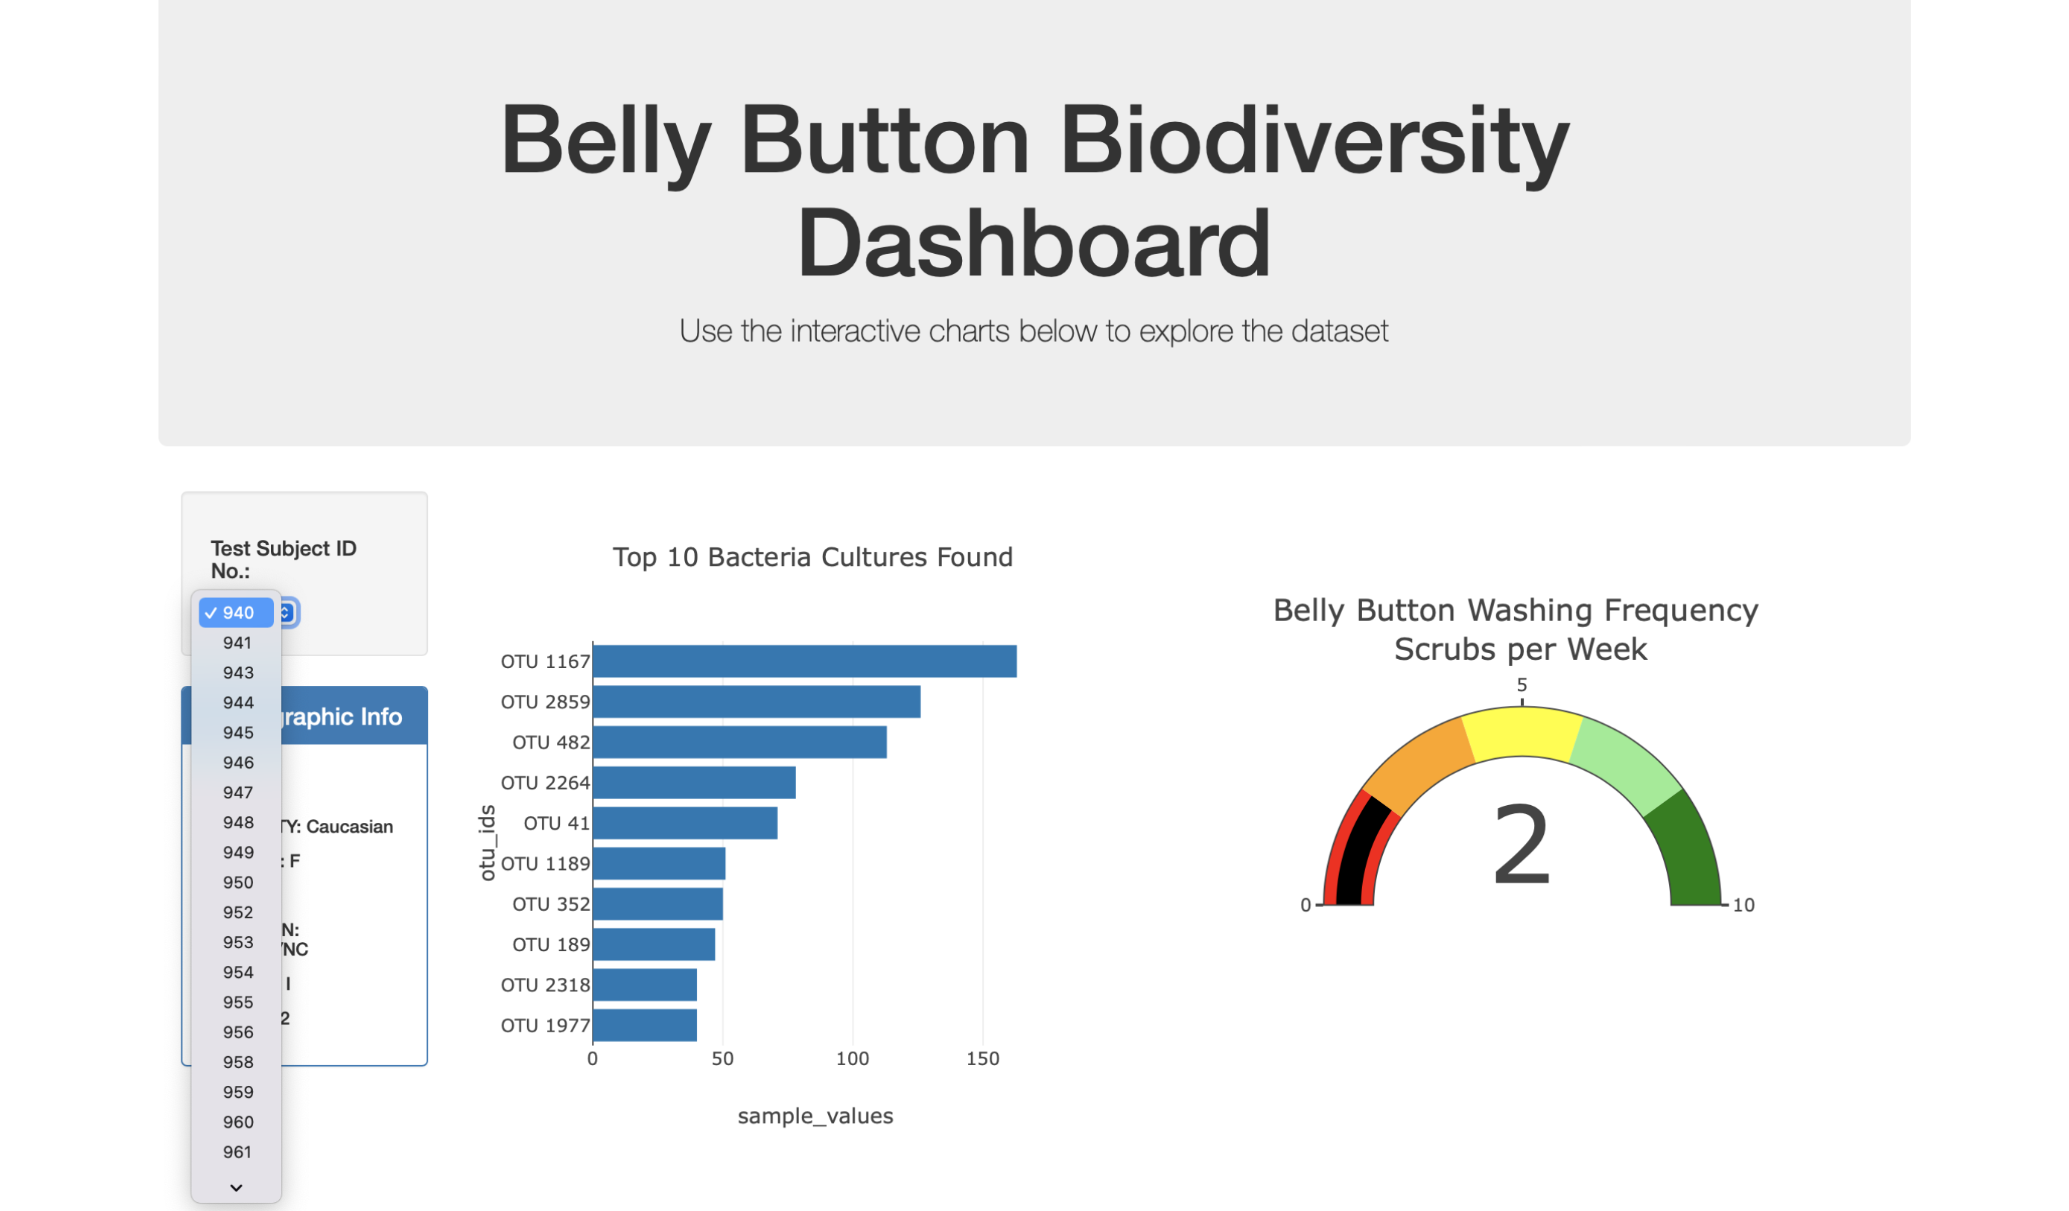 Belly Button Biodiversity
Dashboard
Use the interactive charts below to explore the dataset
Test Subject ID
No.:
✓ 940
941
943
944
945
946
947
948
949
950
952
953
954
955
956
958
959
960
961
graphic Info
TY: Caucasian
: F
N:
/NC
I
2
Top 10 Bacteria Cultures Found
otu_ids
OTU 1167
OTU 2859
OTU 482
OTU 2264
OTU 41
OTU 1189
OTU 352
OTU 189
OTU 2318
OTU 1977
0 50 100 150
sample_values
Belly Button Washing Frequency
Scrubs per Week
5
2
0 10